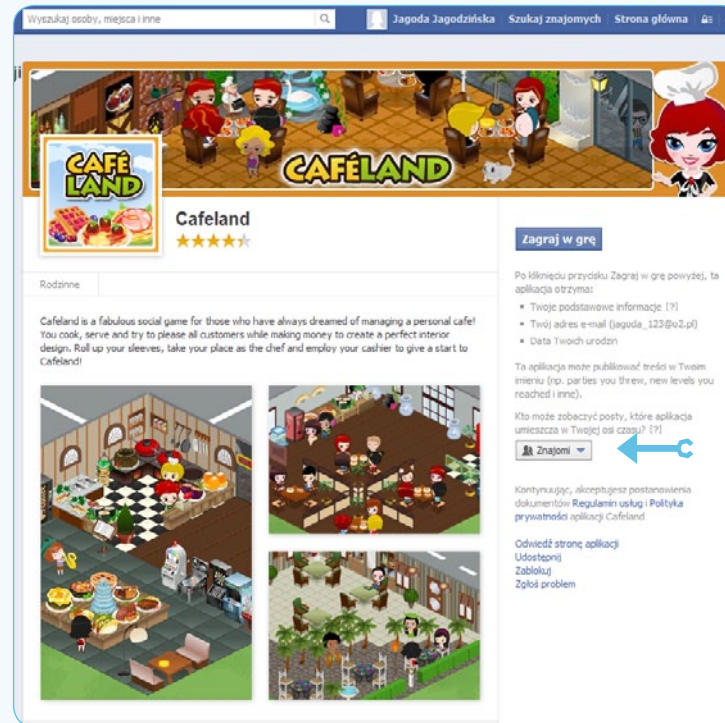 Wyszukaj osoby, miejsca i inne
Jagoda Jagodzińska Szukaj znajomych Strona główna
ji
CAFÉLAND
CAFÉ
LAND
Cafeland
Zagraj w grę
Rodzinne
Po kliknięciu przycisku Zagraj w grę powyżej, ta
aplikacja otrzyma:
Twoje podstawowe informacje [?]
Twój adres e-mail (jaguda_123@o2.pl)
Data Twoich urodzin
Cafeland is a fabulous social game for those who have always dreamed of managing a personal cafe!
You cook, serve and try to please all customers while making money to create a perfect interior
design. Roll up your sleeves, take your place as the chef and employ your cashier to give a start to
Cafeland!
Ta aplikacja może publikować treści w Twoim
imieniu (np. parties you threw, new levels you
reached i inne).
Kto może zobaczyć posty, które aplikacja
umieszcza w Twojej osi czasu? [?]
Znajomi
Kontynuując, akceptujesz postanowienia
dokumentów Regulamin usług i Polityka
prywatności aplikacji Cafeland
Odwiedź stronę aplikacji
Udostępnij
Zablokuj
Zgłoś problem